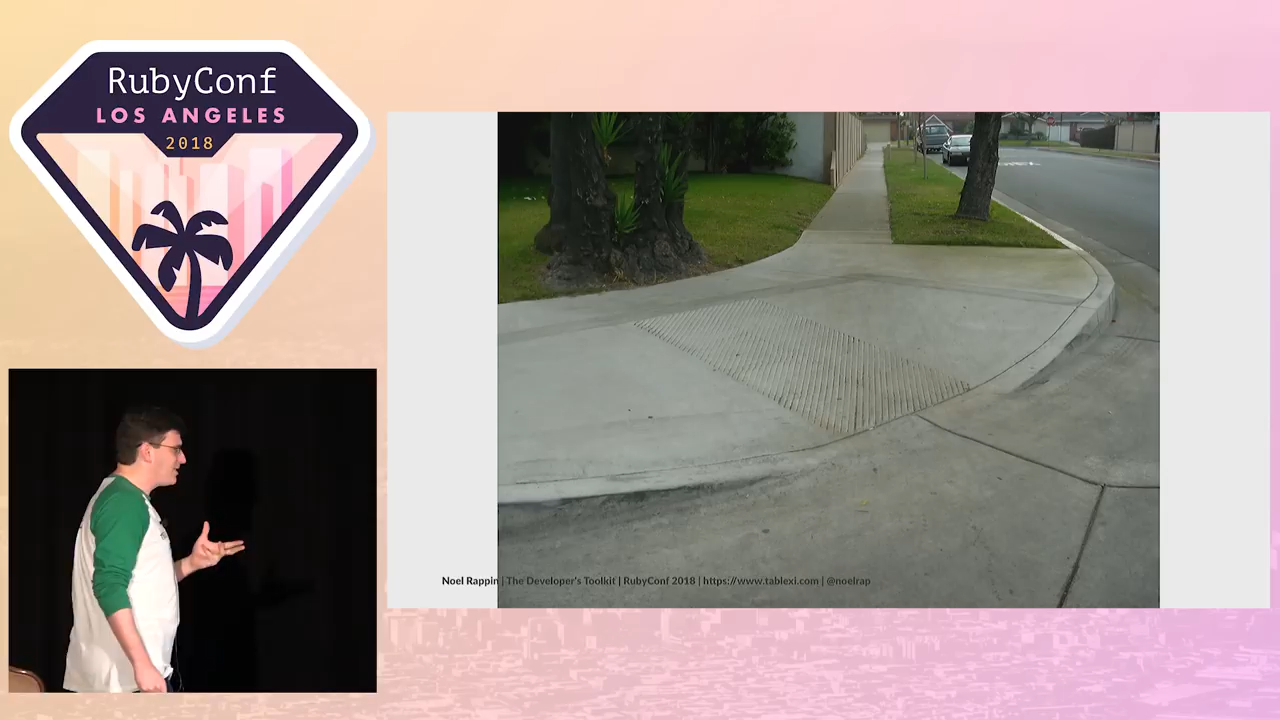 RubyConf
LOS ANGELES
2018
Noel Rappin | The Developer's Toolkit | RubyConf 2018 | https://www.tablexi.com | @noelrap